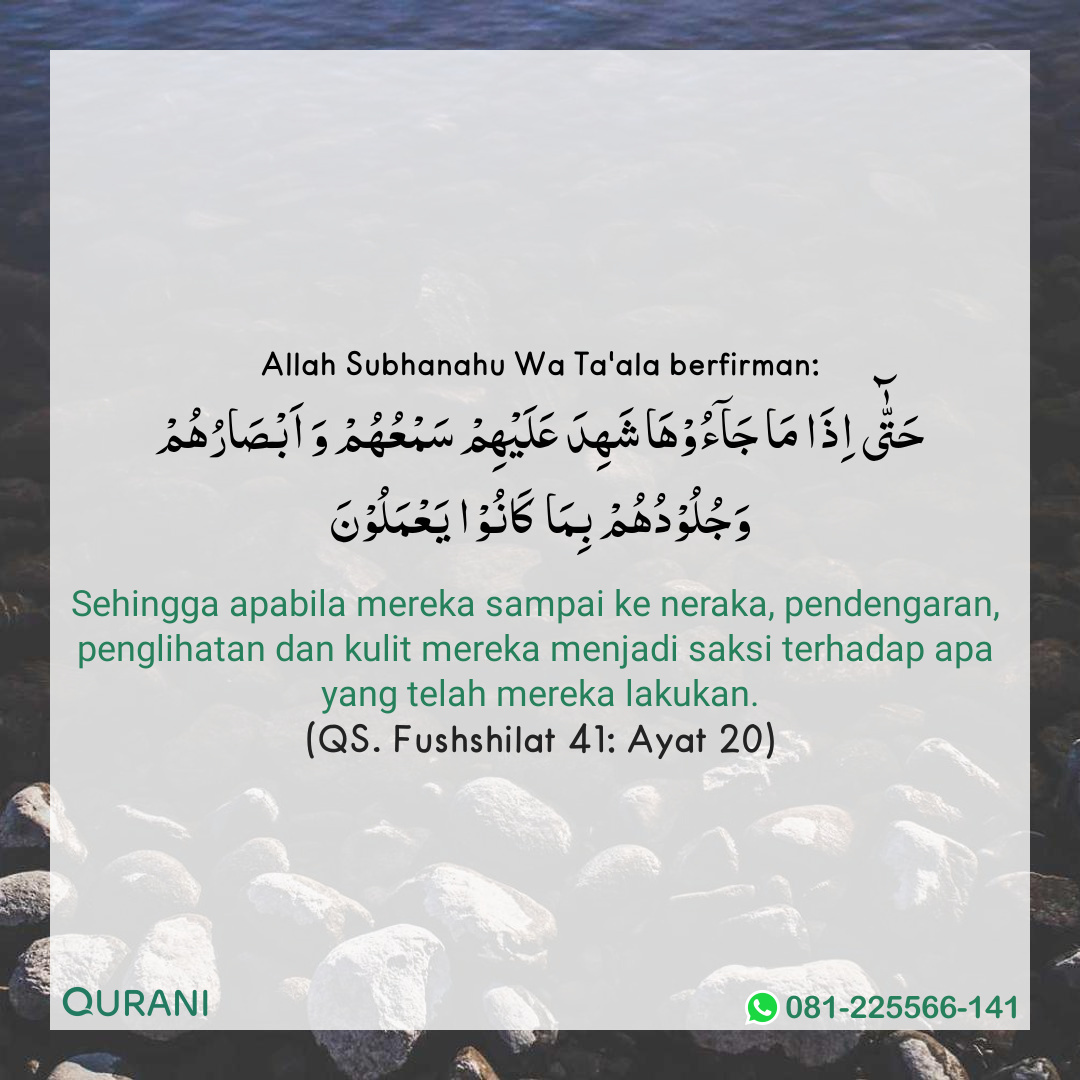 Allah Subhanahu Wa Ta'ala berfirman:
حَتّٰۤى اِذَا مَا جَآءُوْهَا شَهِدَ عَلَيْهِمْ سَمْعُهُمْ وَ اَبْصَارُهُمْ
وَجُلُوْدُهُمْ بِمَا كَانُوْا يَعْمَلُوْنَ
Sehingga apabila mereka sampai ke neraka, pendengaran,
penglihatan dan kulit mereka menjadi saksi terhadap apa
yang telah mereka lakukan.
(QS. Fushshilat 41: Ayat 20)
QURANI
081-225566-141